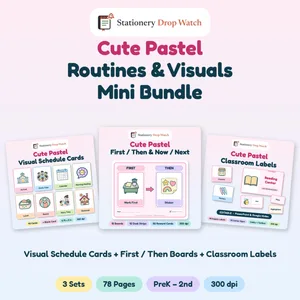 Stationery Drop Watch
Cute Pastel
Routines & Visuals
Mini Bundle
Stationery Drop Watch
Cute Pastel
Visual Schedule Cards
Stationery Drop Watch
Cute Pastel
First / Then & Now / Next
FIRST
THEN
Stationery Drop Watch
Cute Pastel
Classroom Labels
Reading
Center
Visual Schedule Cards + First / Then Boards + Classroom Labels
3 Sets
78 Pages
PreK – 2nd
300 dpi